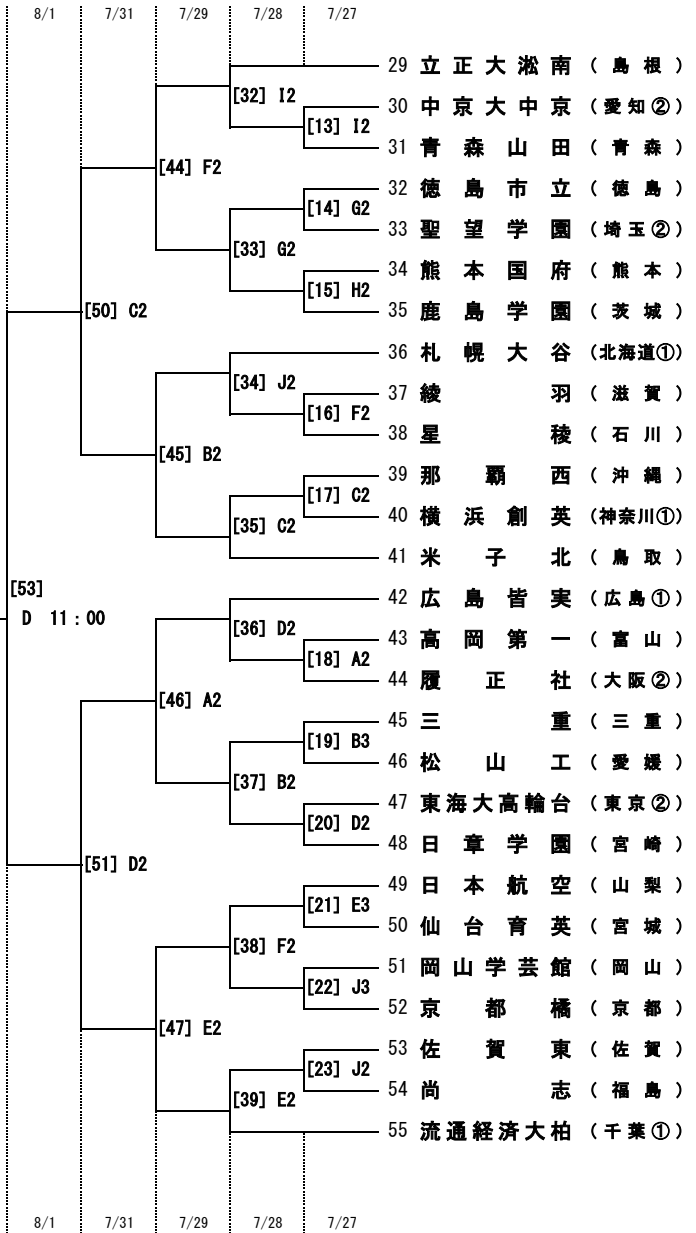 8/1 7/31 7/29 7/28 7/27
29 立正大淞南 (島根)
[32] I2
30 中京大中京 (愛知②)
[13] I2
31 青森山田 (青森)
[44] F2
32 徳島市立 (徳島)
[14] G2
33 聖望学園 (埼玉②)
[33] G2
34 熊本国府 (熊本)
[15] H2
35 鹿島学園 (茨城)
[50] C2
36 札幌大谷 (北海道①)
[34] J2
37 綾羽 (滋賀)
[16] F2
38 星稜 (石川)
[45] B2
39 那覇西 (沖縄)
[17] C2
40 横浜創英 (神奈川①)
[35] C2
41 米子北 (鳥取)
[53]
D 11:00
42 広島皆実 (広島①)
[36] D2
43 高岡第一 (富山)
[18] A2
44 履正社 (大阪②)
[46] A2
45 三重 (三重)
[19] B3
46 松山工 (愛媛)
[37] B2
47 東海大高輪台 (東京②)
[20] D2
48 日章学園 (宮崎)
[51] D2
49 日本航空 (山梨)
[21] E3
50 仙台育英 (宮城)
[38] F2
51 岡山学芸館 (岡山)
[22] J3
52 京都橘 (京都)
[47] E2
53 佐賀東 (佐賀)
[23] J2
54 尚志 (福島)
[39] E2
55 流通経済大柏 (千葉①)
8/1 7/31 7/29 7/28 7/27